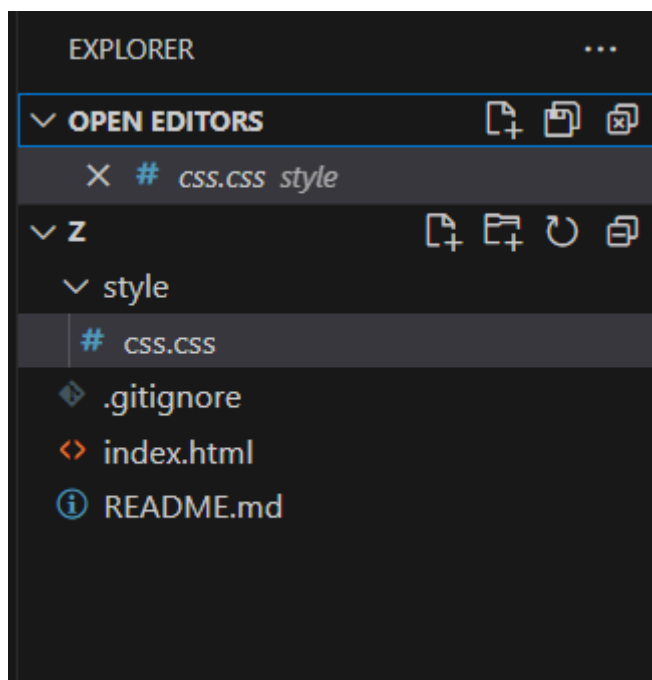 EXPLORER
OPEN EDITORS
css.css style
Z
style
css.css
.gitignore
index.html
README.md